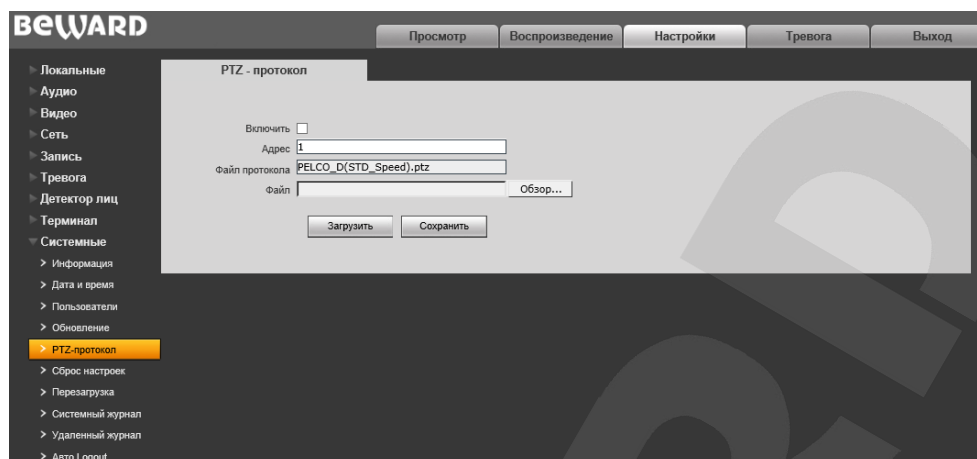 BEWARD
Просмотр
Воспроизведение
Настройки
Тревога
Выход
Локальные
Аудио
Видео
Сеть
Запись
Тревога
Детектор лиц
Терминал
Системные
Информация
Дата и время
Пользователи
Обновление
PTZ-протокол
Сброс настроек
Перезагрузка
Системный журнал
Удаленный журнал
Авто Logout
PTZ - протокол
Включить
Адрес 1
Файл протокола PELCO_D(STD_Speed).ptz
Файл Обзор...
Загрузить Сохранить